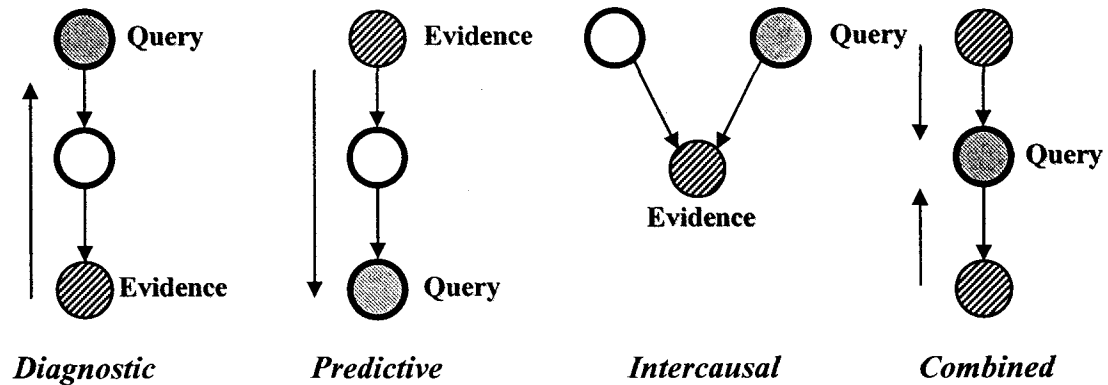 Query
Evidence
Query
Query
Evidence
Evidence
Query
Diagnostic
Predictive
Intercausal
Combined